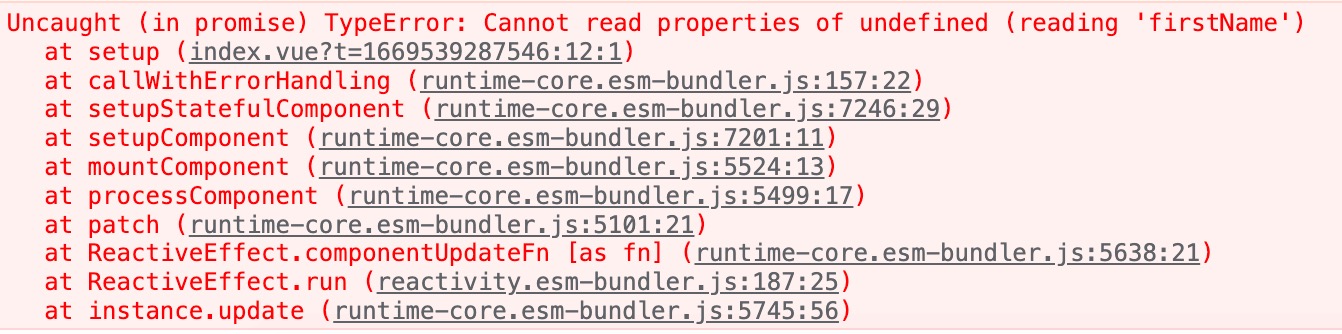 Uncaught (in promise) TypeError: Cannot read properties of undefined (reading 'firstName')
at setup (index.vue?t=1669539287546:12:1)
at callWithErrorHandling (runtime-core.esm-bundler.js:157:22)
at setupStatefulComponent (runtime-core.esm-bundler.js:7246:29)
at setupComponent (runtime-core.esm-bundler.js:7201:11)
at mountComponent (runtime-core.esm-bundler.js:5524:13)
at processComponent (runtime-core.esm-bundler.js:5499:17)
at patch (runtime-core.esm-bundler.js:5101:21)
at ReactiveEffect.componentUpdateFn [as fn] (runtime-core.esm-bundler.js:5638:21)
at ReactiveEffect.run (reactivity.esm-bundler.js:187:25)
at instance.update (runtime-core.esm-bundler.js:5745:56)